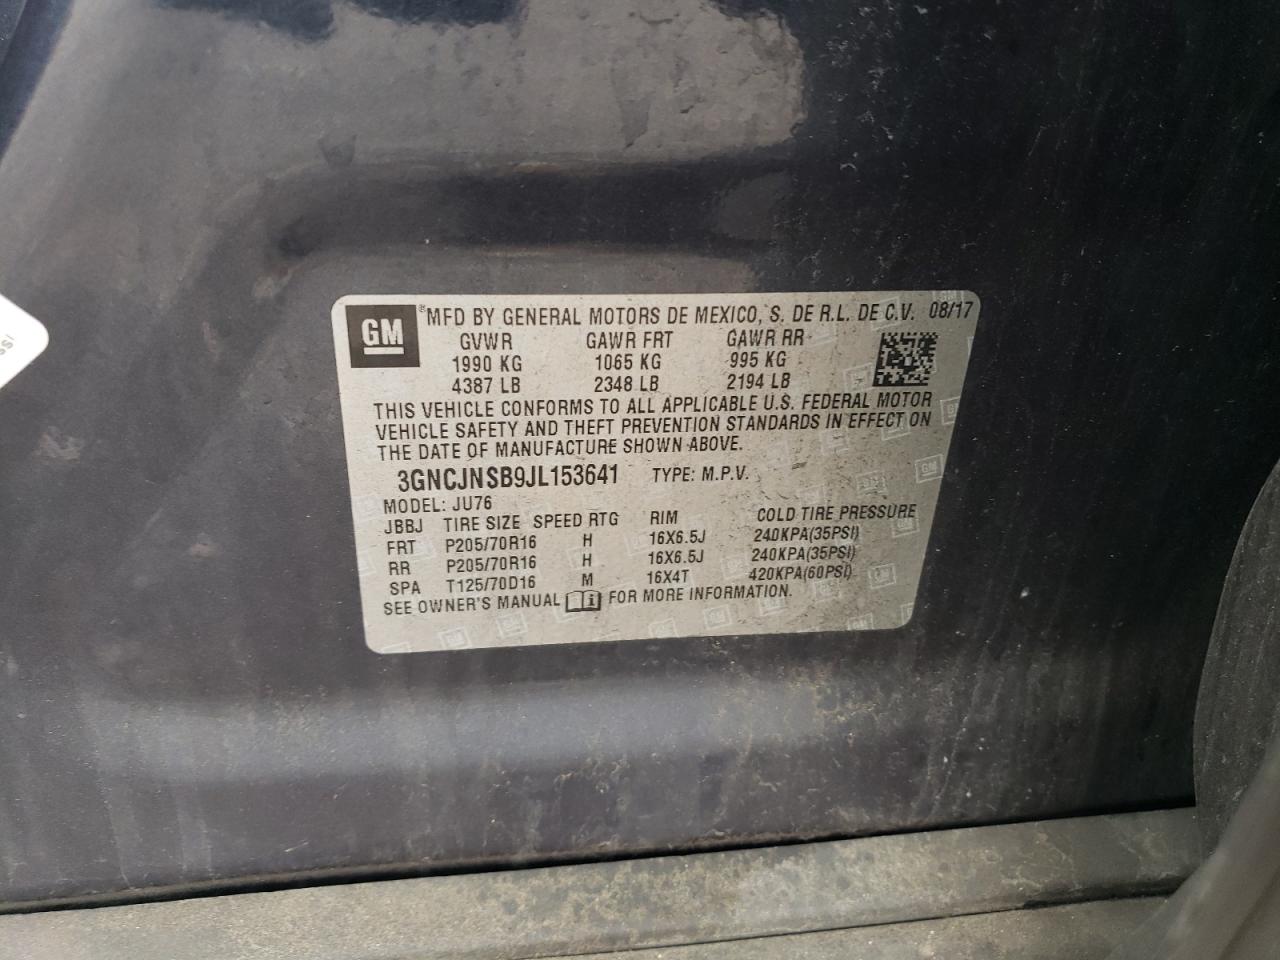 GM ® MFD BY GENERAL MOTORS DE MEXICO, S. DE R.L. DE C.V. 08/17
GVWR GAWR FRT GAWR RR
1990 KG 1065 KG 995 KG
4387 LB 2348 LB 2194 LB
THIS VEHICLE CONFORMS TO ALL APPLICABLE U.S. FEDERAL MOTOR
VEHICLE SAFETY AND THEFT PREVENTION STANDARDS IN EFFECT ON
THE DATE OF MANUFACTURE SHOWN ABOVE.
3GNCJNSB9JL153641 TYPE: M.P.V.
MODEL: JU76
JBBJ TIRE SIZE SPEED RTG RIM COLD TIRE PRESSURE
FRT P205/70R16 H 16X6.5J 240KPA(35PSI)
RR P205/70R16 H 16X6.5J 240KPA(35PSI)
SPA T125/70D16 M 16X4T 420KPA(60PSI)
SEE OWNER'S MANUAL FOR MORE INFORMATION.